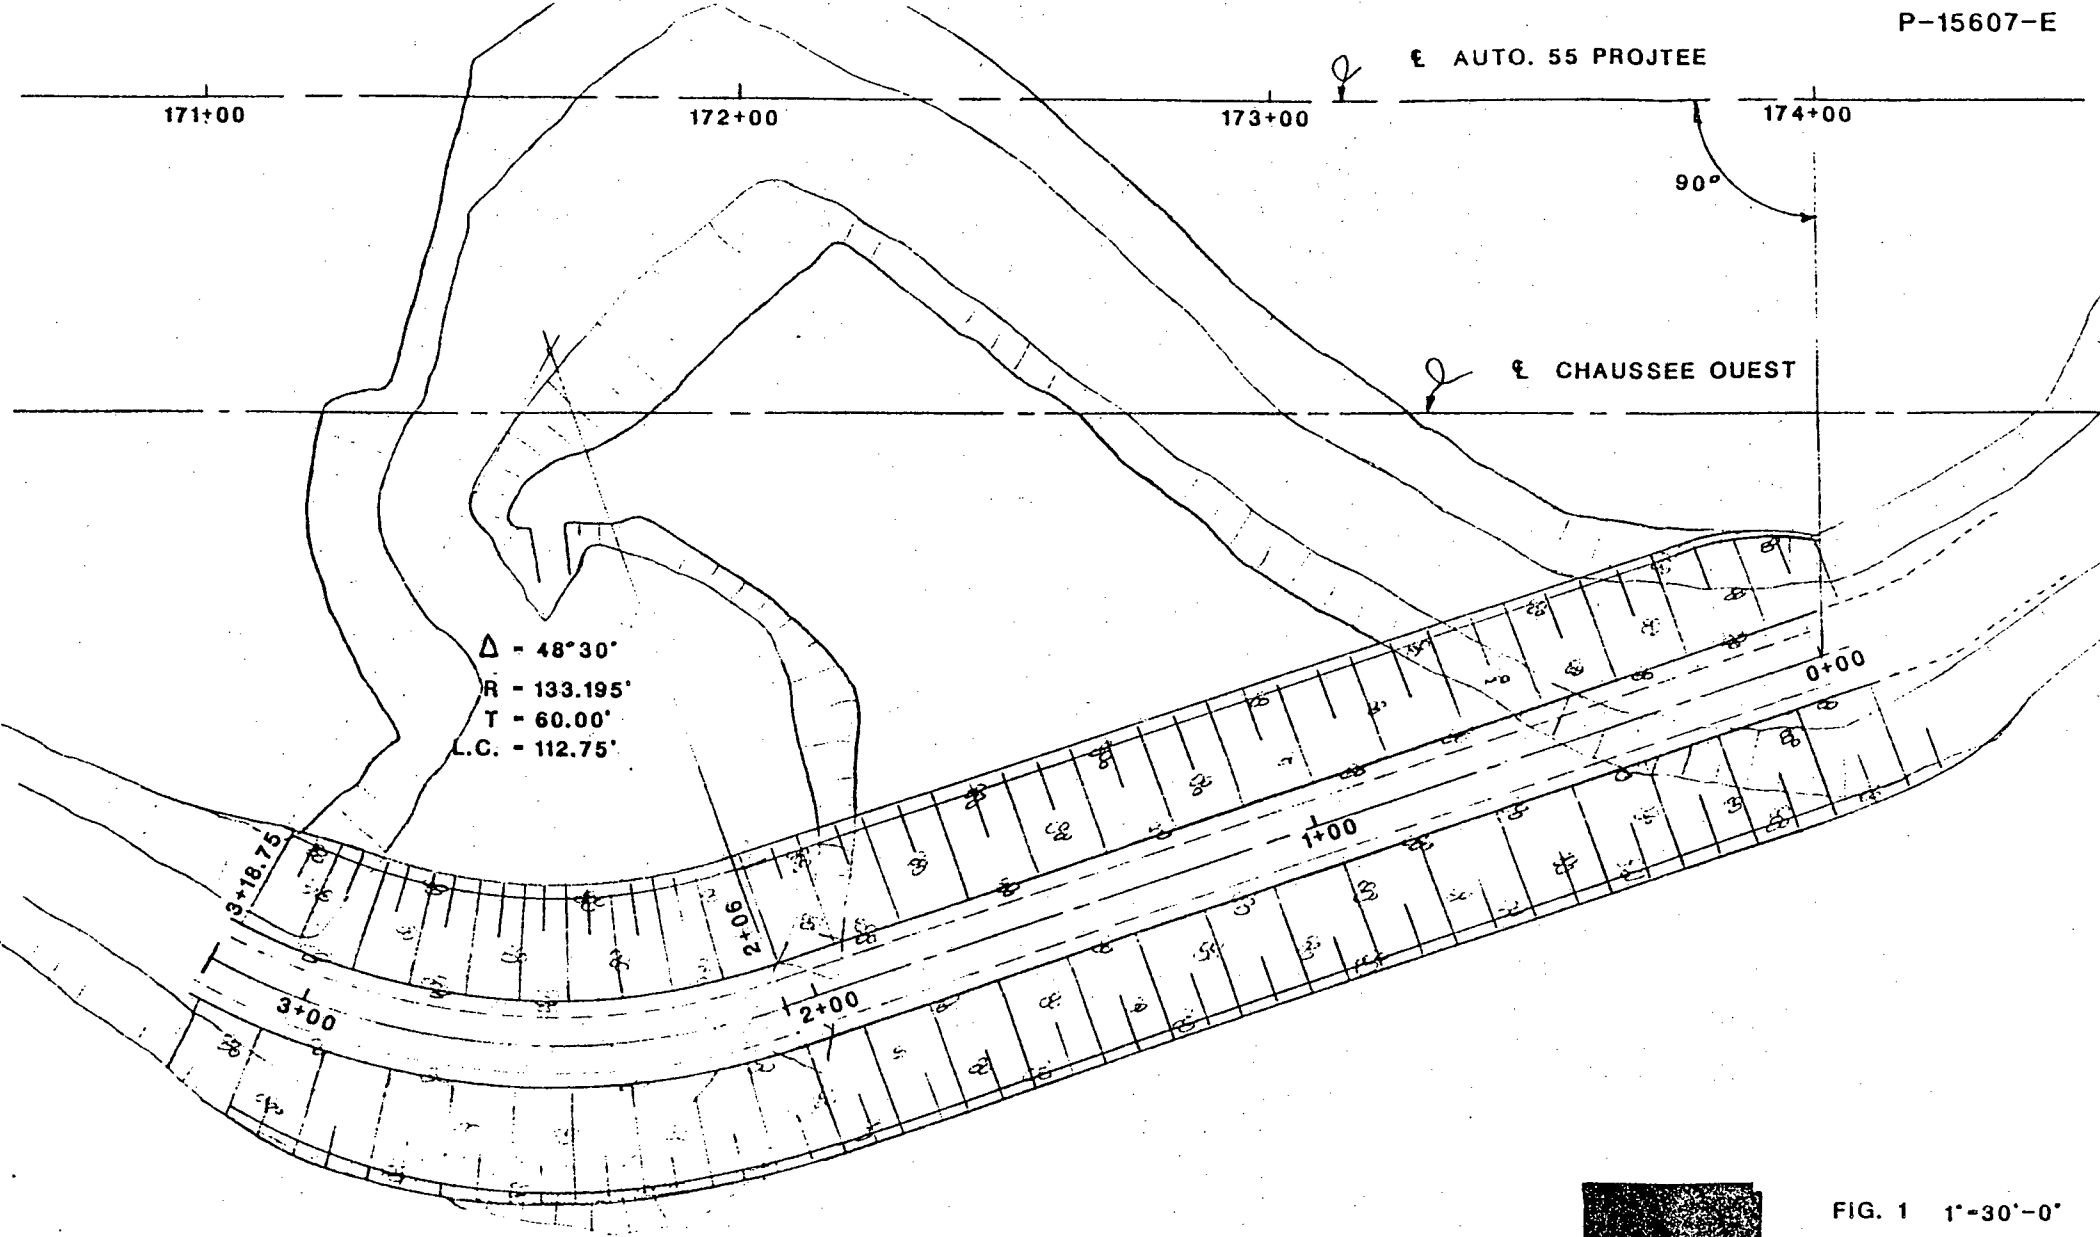 P-15607-E
℄ AUTO. 55 PROJTEE
171+00
172+00
173+00
174+00
90°
℄ CHAUSSEE OUEST
Δ = 48°30'
R = 133.195'
T = 60.00'
L.C. = 112.75'
0+00
1+00
3+18.75
2+06
2+00
3+00
FIG. 1 1"=30'-0"